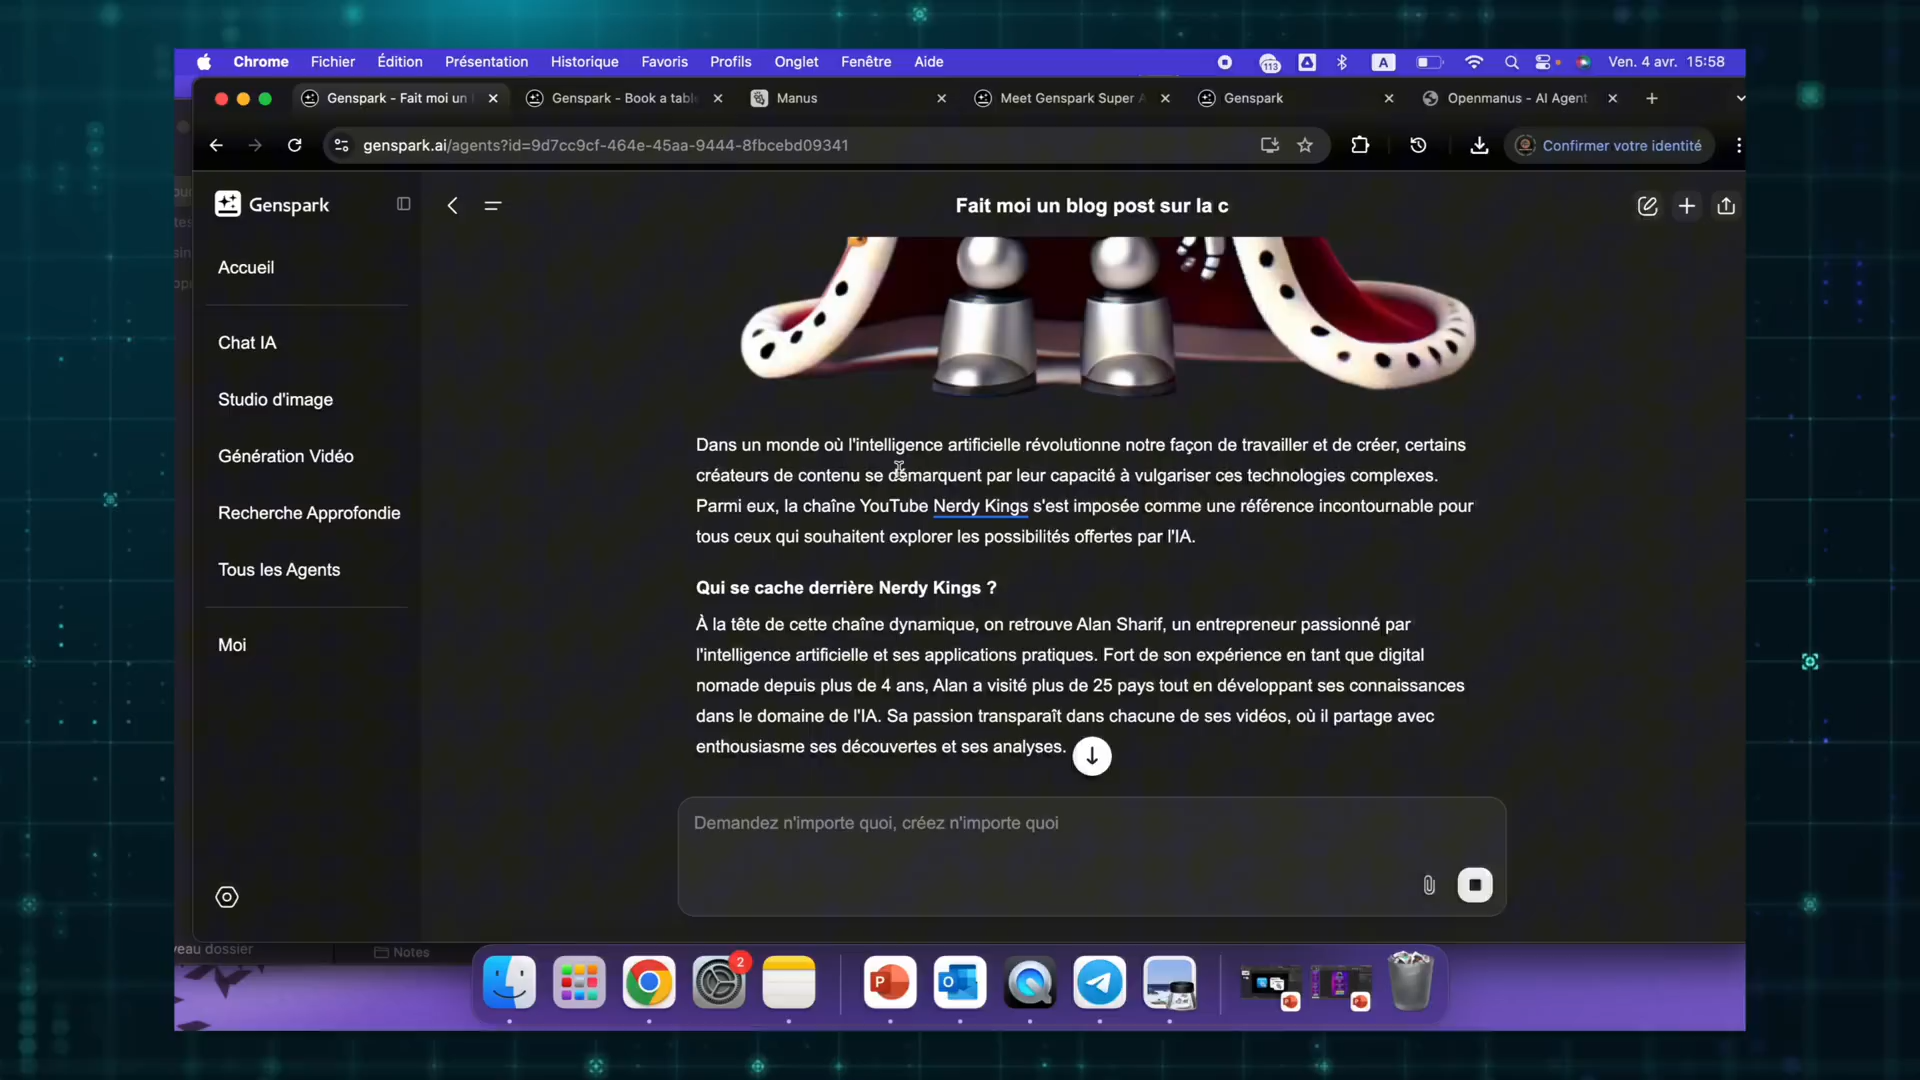 Chrome Fichier Édition Présentation Historique Favoris Profils Onglet Fenêtre Aide
113 A Ven. 4 avr. 15:58
Genspark - Fait moi un
Genspark - Book a tabl
Manus
Meet Genspark Super A
Genspark
Openmanus - AI Agent
genspark.ai/agents?id=9d7cc9cf-464e-45aa-9444-8fbcebd09341
Confirmer votre identité
Genspark
Fait moi un blog post sur la c
Accueil
Chat IA
Studio d'image
Génération Vidéo
Recherche Approfondie
Tous les Agents
Moi
Dans un monde où l'intelligence artificielle révolutionne notre façon de travailler et de créer, certains
créateurs de contenu se démarquent par leur capacité à vulgariser ces technologies complexes.
Parmi eux, la chaîne YouTube Nerdy Kings s'est imposée comme une référence incontournable pour
tous ceux qui souhaitent explorer les possibilités offertes par l'IA.
Qui se cache derrière Nerdy Kings ?
À la tête de cette chaîne dynamique, on retrouve Alan Sharif, un entrepreneur passionné par
l'intelligence artificielle et ses applications pratiques. Fort de son expérience en tant que digital
nomade depuis plus de 4 ans, Alan a visité plus de 25 pays tout en développant ses connaissances
dans le domaine de l'IA. Sa passion transparaît dans chacune de ses vidéos, où il partage avec
enthousiasme ses découvertes et ses analyses.
Demandez n'importe quoi, créez n'importe quoi
veau dossier
Notes
2